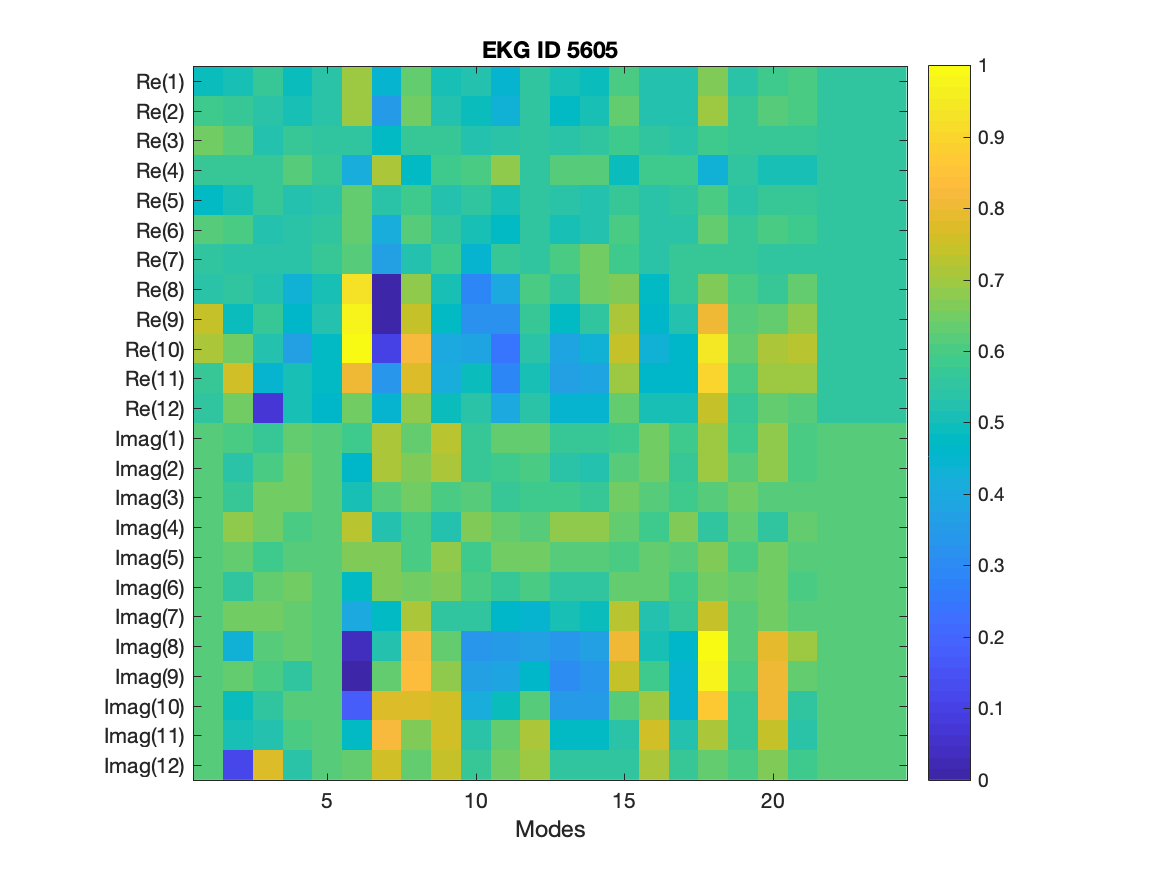 EKG ID 5605
Re(1)
Re(2)
Re(3)
Re(4)
Re(5)
Re(6)
Re(7)
Re(8)
Re(9)
Re(10)
Re(11)
Re(12)
Imag(1)
Imag(2)
Imag(3)
Imag(4)
Imag(5)
Imag(6)
Imag(7)
Imag(8)
Imag(9)
Imag(10)
Imag(11)
Imag(12)
5 10 15 20
Modes
1
0.9
0.8
0.7
0.6
0.5
0.4
0.3
0.2
0.1
0